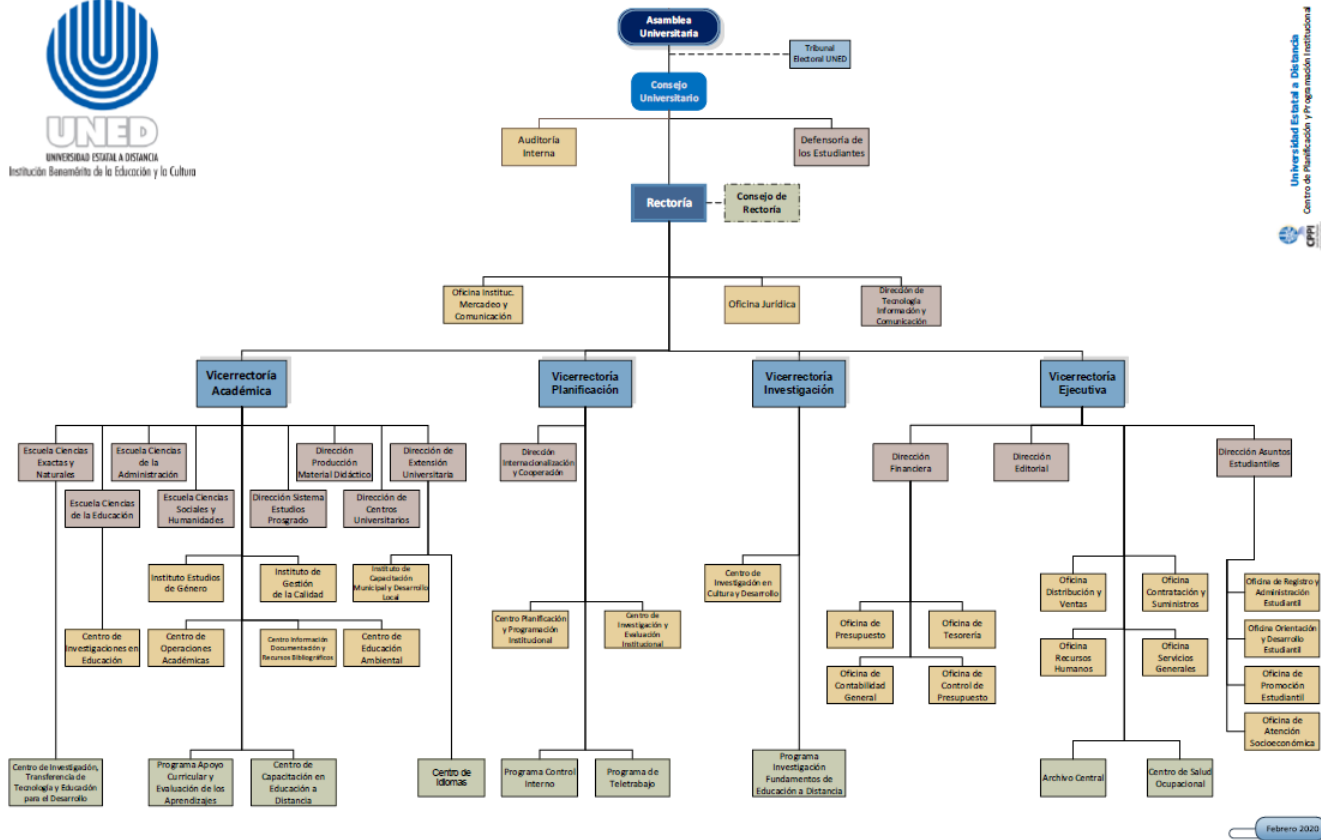 UNED
UNIVERSIDAD ESTATAL A DISTANCIA
Institución Benemérita de la Educación y la Cultura
Asamblea
Universitaria
Tribunal
Electoral UNED
Universidad Estatal a Distancia
Centro de Planificación y Programación Institucional
CPPI
Consejo
Universitario
Auditoría
Interna
Defensoría de
los Estudiantes
Rectoría
Consejo de
Rectoría
Oficina Instituc.
Mercadeo y
Comunicación
Oficina Jurídica
Dirección de
Tecnología
Información y
Comunicación
Vicerrectoría
Académica
Vicerrectoría
Planificación
Vicerrectoría
Investigación
Vicerrectoría
Ejecutiva
Escuela Ciencias
Exactas y
Naturales
Escuela Ciencias
de la
Administración
Dirección
Producción
Material Didáctico
Dirección de
Extensión
Universitaria
Dirección
Internacionalización
y Cooperación
Dirección
Financiera
Dirección
Editorial
Dirección Asuntos
Estudiantiles
Escuela Ciencias
de la Educación
Escuela Ciencias
Sociales y
Humanidades
Dirección Sistema
Estudios
Posgrado
Dirección de
Centros
Universitarios
Instituto Estudios
de Género
Instituto de
Gestión
de la Calidad
Instituto de
Capacitación
Municipal y Desarrollo
Local
Centro de
Investigación en
Cultura y Desarrollo
Oficina
Distribución y
Ventas
Oficina
Contratación y
Suministros
Oficina de Registro y
Administración
Estudiantil
Centro de
Investigaciones en
Educación
Centro de
Operaciones
Académicas
Centro Información
Documentación y
Recursos Bibliográficos
Centro de
Educación
Ambiental
Centro Planificación
y Programación
Institucional
Centro de
Investigación y
Evaluación
Institucional
Oficina de
Presupuesto
Oficina de
Tesorería
Oficina
Recursos
Humanos
Oficina
Servicios
Generales
Oficina Orientación
y Desarrollo
Estudiantil
Oficina de
Contabilidad
General
Oficina de
Control de
Presupuesto
Oficina de
Promoción
Estudiantil
Oficina de
Atención
Socioeconómica
Centro de Investigación,
Transferencia de
Tecnología y Educación
para el Desarrollo
Programa Apoyo
Curricular y
Evaluación de los
Aprendizajes
Centro de
Capacitación en
Educación a
Distancia
Centro de
Idiomas
Programa Control
Interno
Programa de
Teletrabajo
Programa
Investigación
Fundamentos de
Educación a Distancia
Archivo Central
Centro de Salud
Ocupacional
Febrero 2020